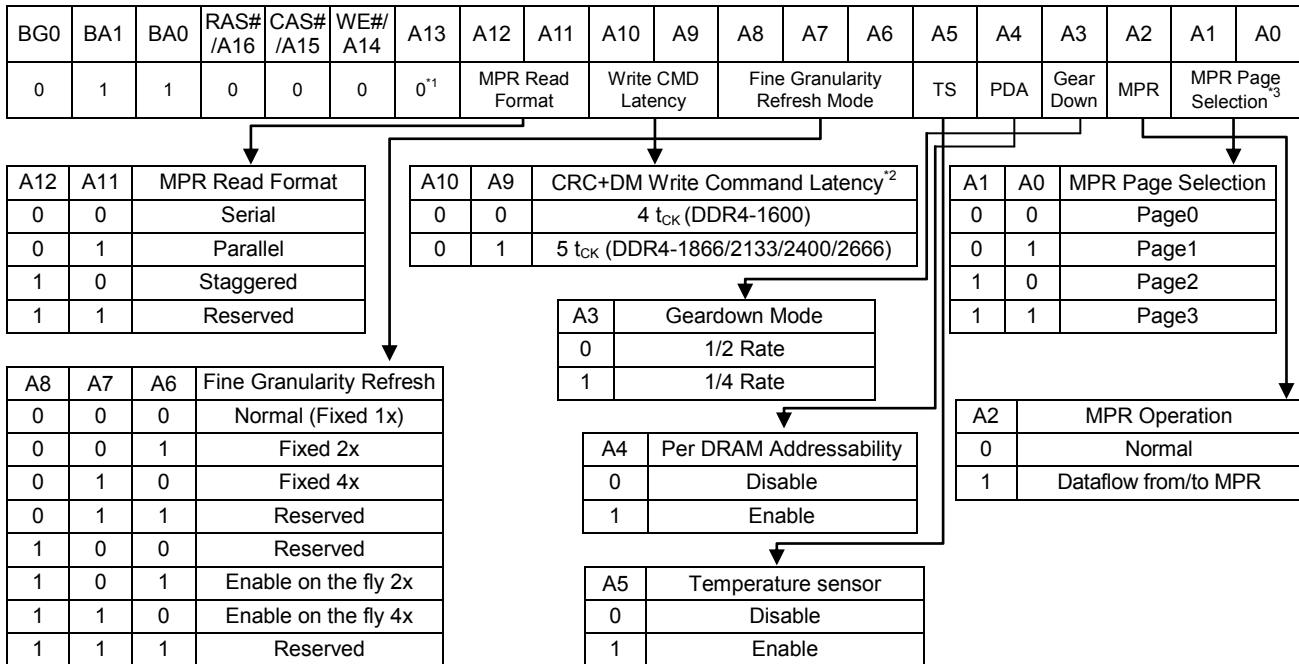 BG0 BA1 BA0 RAS# /A16 CAS# /A15 WE#/ A14 A13 A12 A11 A10 A9 A8 A7 A6 A5 A4 A3 A2 A1 A0
0 1 1 0 0 0 0*1 MPR Read Format Write CMD Latency Fine Granularity Refresh Mode TS PDA Gear Down MPR MPR Page Selection*3
A12 A11 MPR Read Format
0 0 Serial
0 1 Parallel
1 0 Staggered
1 1 Reserved
A10 A9 CRC+DM Write Command Latency*2
0 0 4 tCK (DDR4-1600)
0 1 5 tCK (DDR4-1866/2133/2400/2666)
A1 A0 MPR Page Selection
0 0 Page0
0 1 Page1
1 0 Page2
1 1 Page3
A3 Geardown Mode
0 1/2 Rate
1 1/4 Rate
A8 A7 A6 Fine Granularity Refresh
0 0 0 Normal (Fixed 1x)
0 0 1 Fixed 2x
0 1 0 Fixed 4x
0 1 1 Reserved
1 0 0 Reserved
1 0 1 Enable on the fly 2x
1 1 0 Enable on the fly 4x
1 1 1 Reserved
A4 Per DRAM Addressability
0 Disable
1 Enable
A2 MPR Operation
0 Normal
1 Dataflow from/to MPR
A5 Temperature sensor
0 Disable
1 Enable